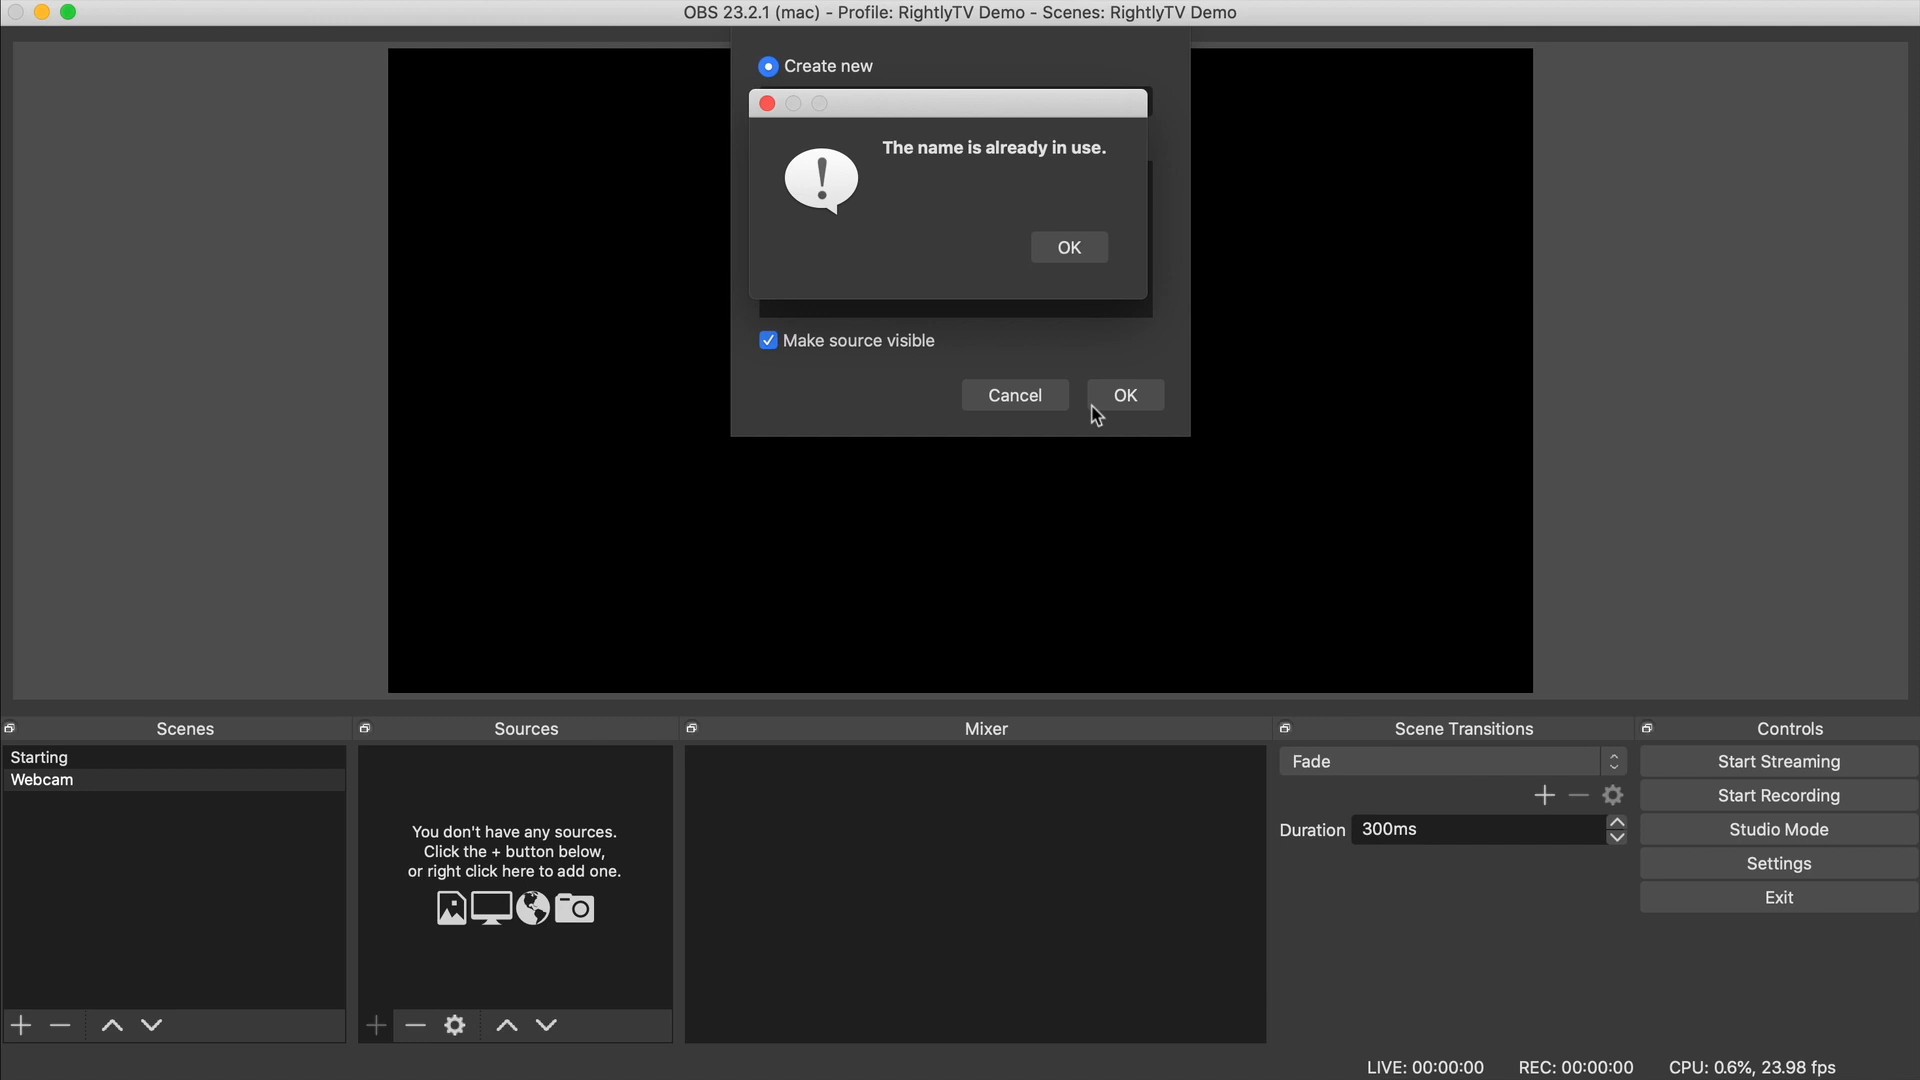 OBS 23.2.1 (mac) - Profile: RightlyTV Demo - Scenes: RightlyTV Demo
Create new
The name is already in use.
OK
Make source visible
Cancel
OK
Scenes
Sources
Mixer
Scene Transitions
Controls
Starting
Webcam
You don't have any sources.
Click the + button below,
or right click here to add one.
Fade
Duration
300ms
Start Streaming
Start Recording
Studio Mode
Settings
Exit
LIVE: 00:00:00
REC: 00:00:00
CPU: 0.6%, 23.98 fps